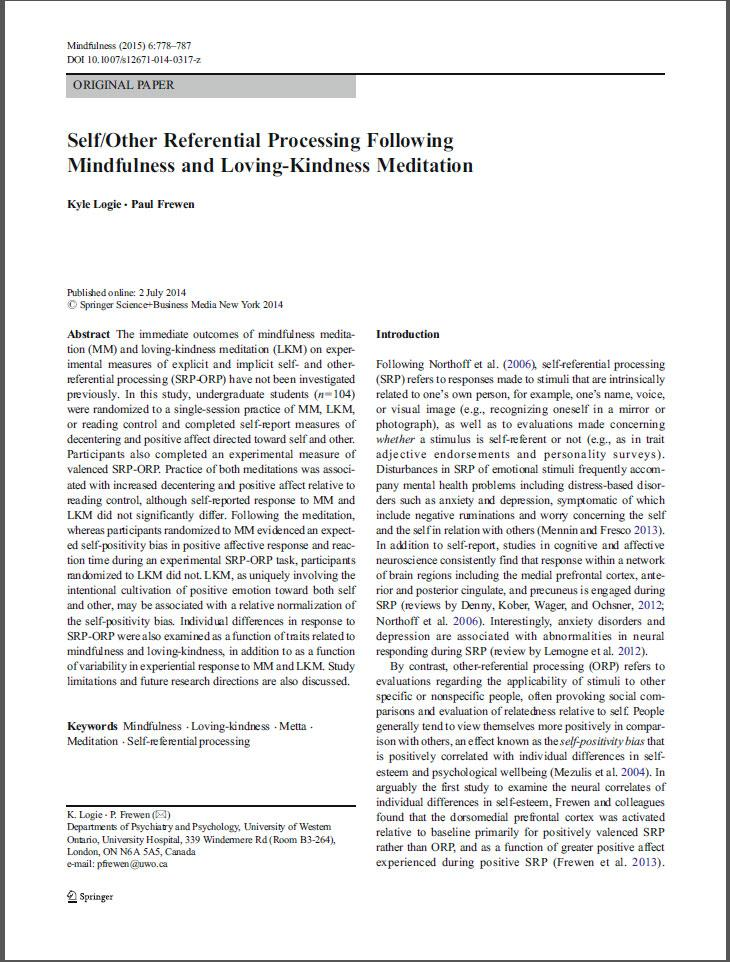 Mindfulness (2015) 6:778–787
DOI 10.1007/s12671-014-0317-z
ORIGINAL PAPER
Self/Other Referential Processing Following
Mindfulness and Loving-Kindness Meditation
Kyle Logie · Paul Frewen
Published online: 2 July 2014
© Springer Science+Business Media New York 2014
Abstract The immediate outcomes of mindfulness medita-
tion (MM) and loving-kindness meditation (LKM) on exper-
imental measures of explicit and implicit self- and other-
referential processing (SRP-ORP) have not been investigated
previously. In this study, undergraduate students (n=104)
were randomized to a single-session practice of MM, LKM,
or reading control and completed self-report measures of
decentering and positive affect directed toward self and other.
Participants also completed an experimental measure of
valenced SRP-ORP. Practice of both meditations was associ-
ated with increased decentering and positive affect relative to
reading control, although self-reported response to MM and
LKM did not significantly differ. Following the meditation,
whereas participants randomized to MM evidenced an expect-
ed self-positivity bias in positive affective response and reac-
tion time during an experimental SRP-ORP task, participants
randomized to LKM did not. LKM, as uniquely involving the
intentional cultivation of positive emotion toward both self
and other, may be associated with a relative normalization of
the self-positivity bias. Individual differences in response to
SRP-ORP were also examined as a function of traits related to
mindfulness and loving-kindness, in addition to as a function
of variability in experiential response to MM and LKM. Study
limitations and future research directions are also discussed.
Keywords Mindfulness · Loving-kindness · Metta ·
Meditation · Self-referential processing
K. Logie · P. Frewen (✉)
Departments of Psychiatry and Psychology, University of Western
Ontario, University Hospital, 339 Windermere Rd (Room B3-264),
London, ON N6A 5A5, Canada
e-mail: pfrewen@uwo.ca
Introduction
Following Northoff et al. (2006), self-referential processing
(SRP) refers to responses made to stimuli that are intrinsically
related to one's own person, for example, one's name, voice,
or visual image (e.g., recognizing oneself in a mirror or
photograph), as well as to evaluations made concerning
whether a stimulus is self-referent or not (e.g., as in trait
adjective endorsements and personality surveys).
Disturbances in SRP of emotional stimuli frequently accom-
pany mental health problems including distress-based disor-
ders such as anxiety and depression, symptomatic of which
include negative ruminations and worry concerning the self
and the self in relation with others (Mennin and Fresco 2013).
In addition to self-report, studies in cognitive and affective
neuroscience consistently find that response within a network
of brain regions including the medial prefrontal cortex, ante-
rior and posterior cingulate, and precuneus is engaged during
SRP (reviews by Denny, Kober, Wager, and Ochsner, 2012;
Northoff et al. 2006). Interestingly, anxiety disorders and
depression are associated with abnormalities in neural
responding during SRP (review by Lemogne et al. 2012).
By contrast, other-referential processing (ORP) refers to
evaluations regarding the applicability of stimuli to other
specific or nonspecific people, often provoking social com-
parisons and evaluation of relatedness relative to self. People
generally tend to view themselves more positively in compar-
ison with others, an effect known as the self-positivity bias that
is positively correlated with individual differences in self-
esteem and psychological wellbeing (Mezulis et al. 2004). In
arguably the first study to examine the neural correlates of
individual differences in self-esteem, Frewen and colleagues
found that the dorsomedial prefrontal cortex was activated
relative to baseline primarily for positively valenced SRP
rather than ORP, and as a function of greater positive affect
experienced during positive SRP (Frewen et al. 2013).
Springer